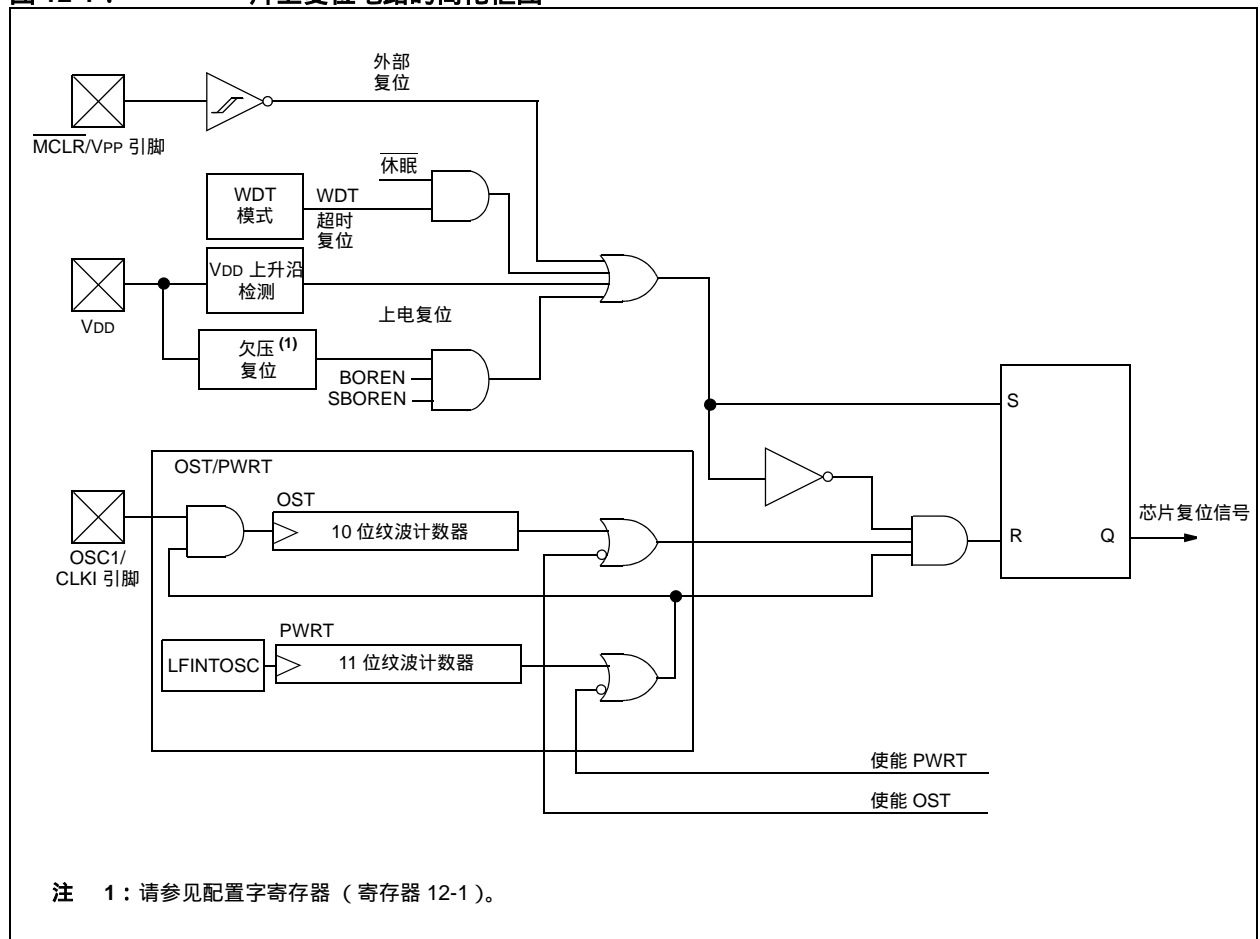 外部
复位
MCLR/VPP 引脚
休眠
WDT
模式
WDT
超时
复位
VDD 上升沿
检测
VDD
上电复位
欠压 (1)
复位
BOREN
SBOREN
S
OST/PWRT
OST
10 位纹波计数器
OSC1/
CLKI 引脚
R
Q
芯片复位信号
PWRT
LFINTOSC
11 位纹波计数器
使能 PWRT
使能 OST
注 1：请参见配置字寄存器 （寄存器 12-1）。